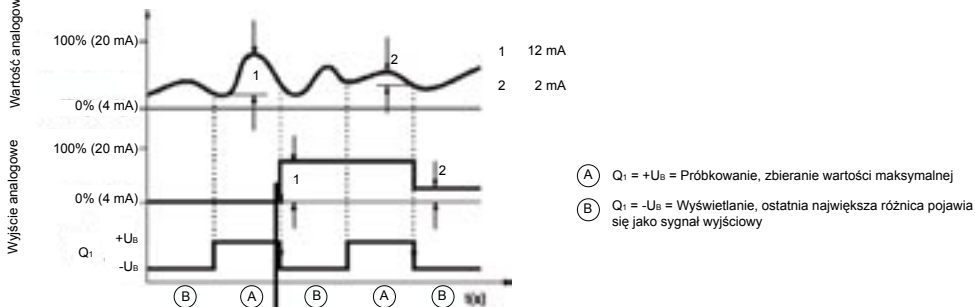 Wartość analogowa
100% (20 mA)
0% (4 mA)
1
2
1 12 mA
2 2 mA
Wyjście analogowe
100% (20 mA)
0% (4 mA)
1
2
Q1
+UB
-UB
B A B A B
t(s)
A Q1 = +UB = Próbkowanie, zbieranie wartości maksymalnej
B Q1 = -UB = Wyświetlanie, ostatnia największa różnica pojawia
się jako sygnał wyjściowy